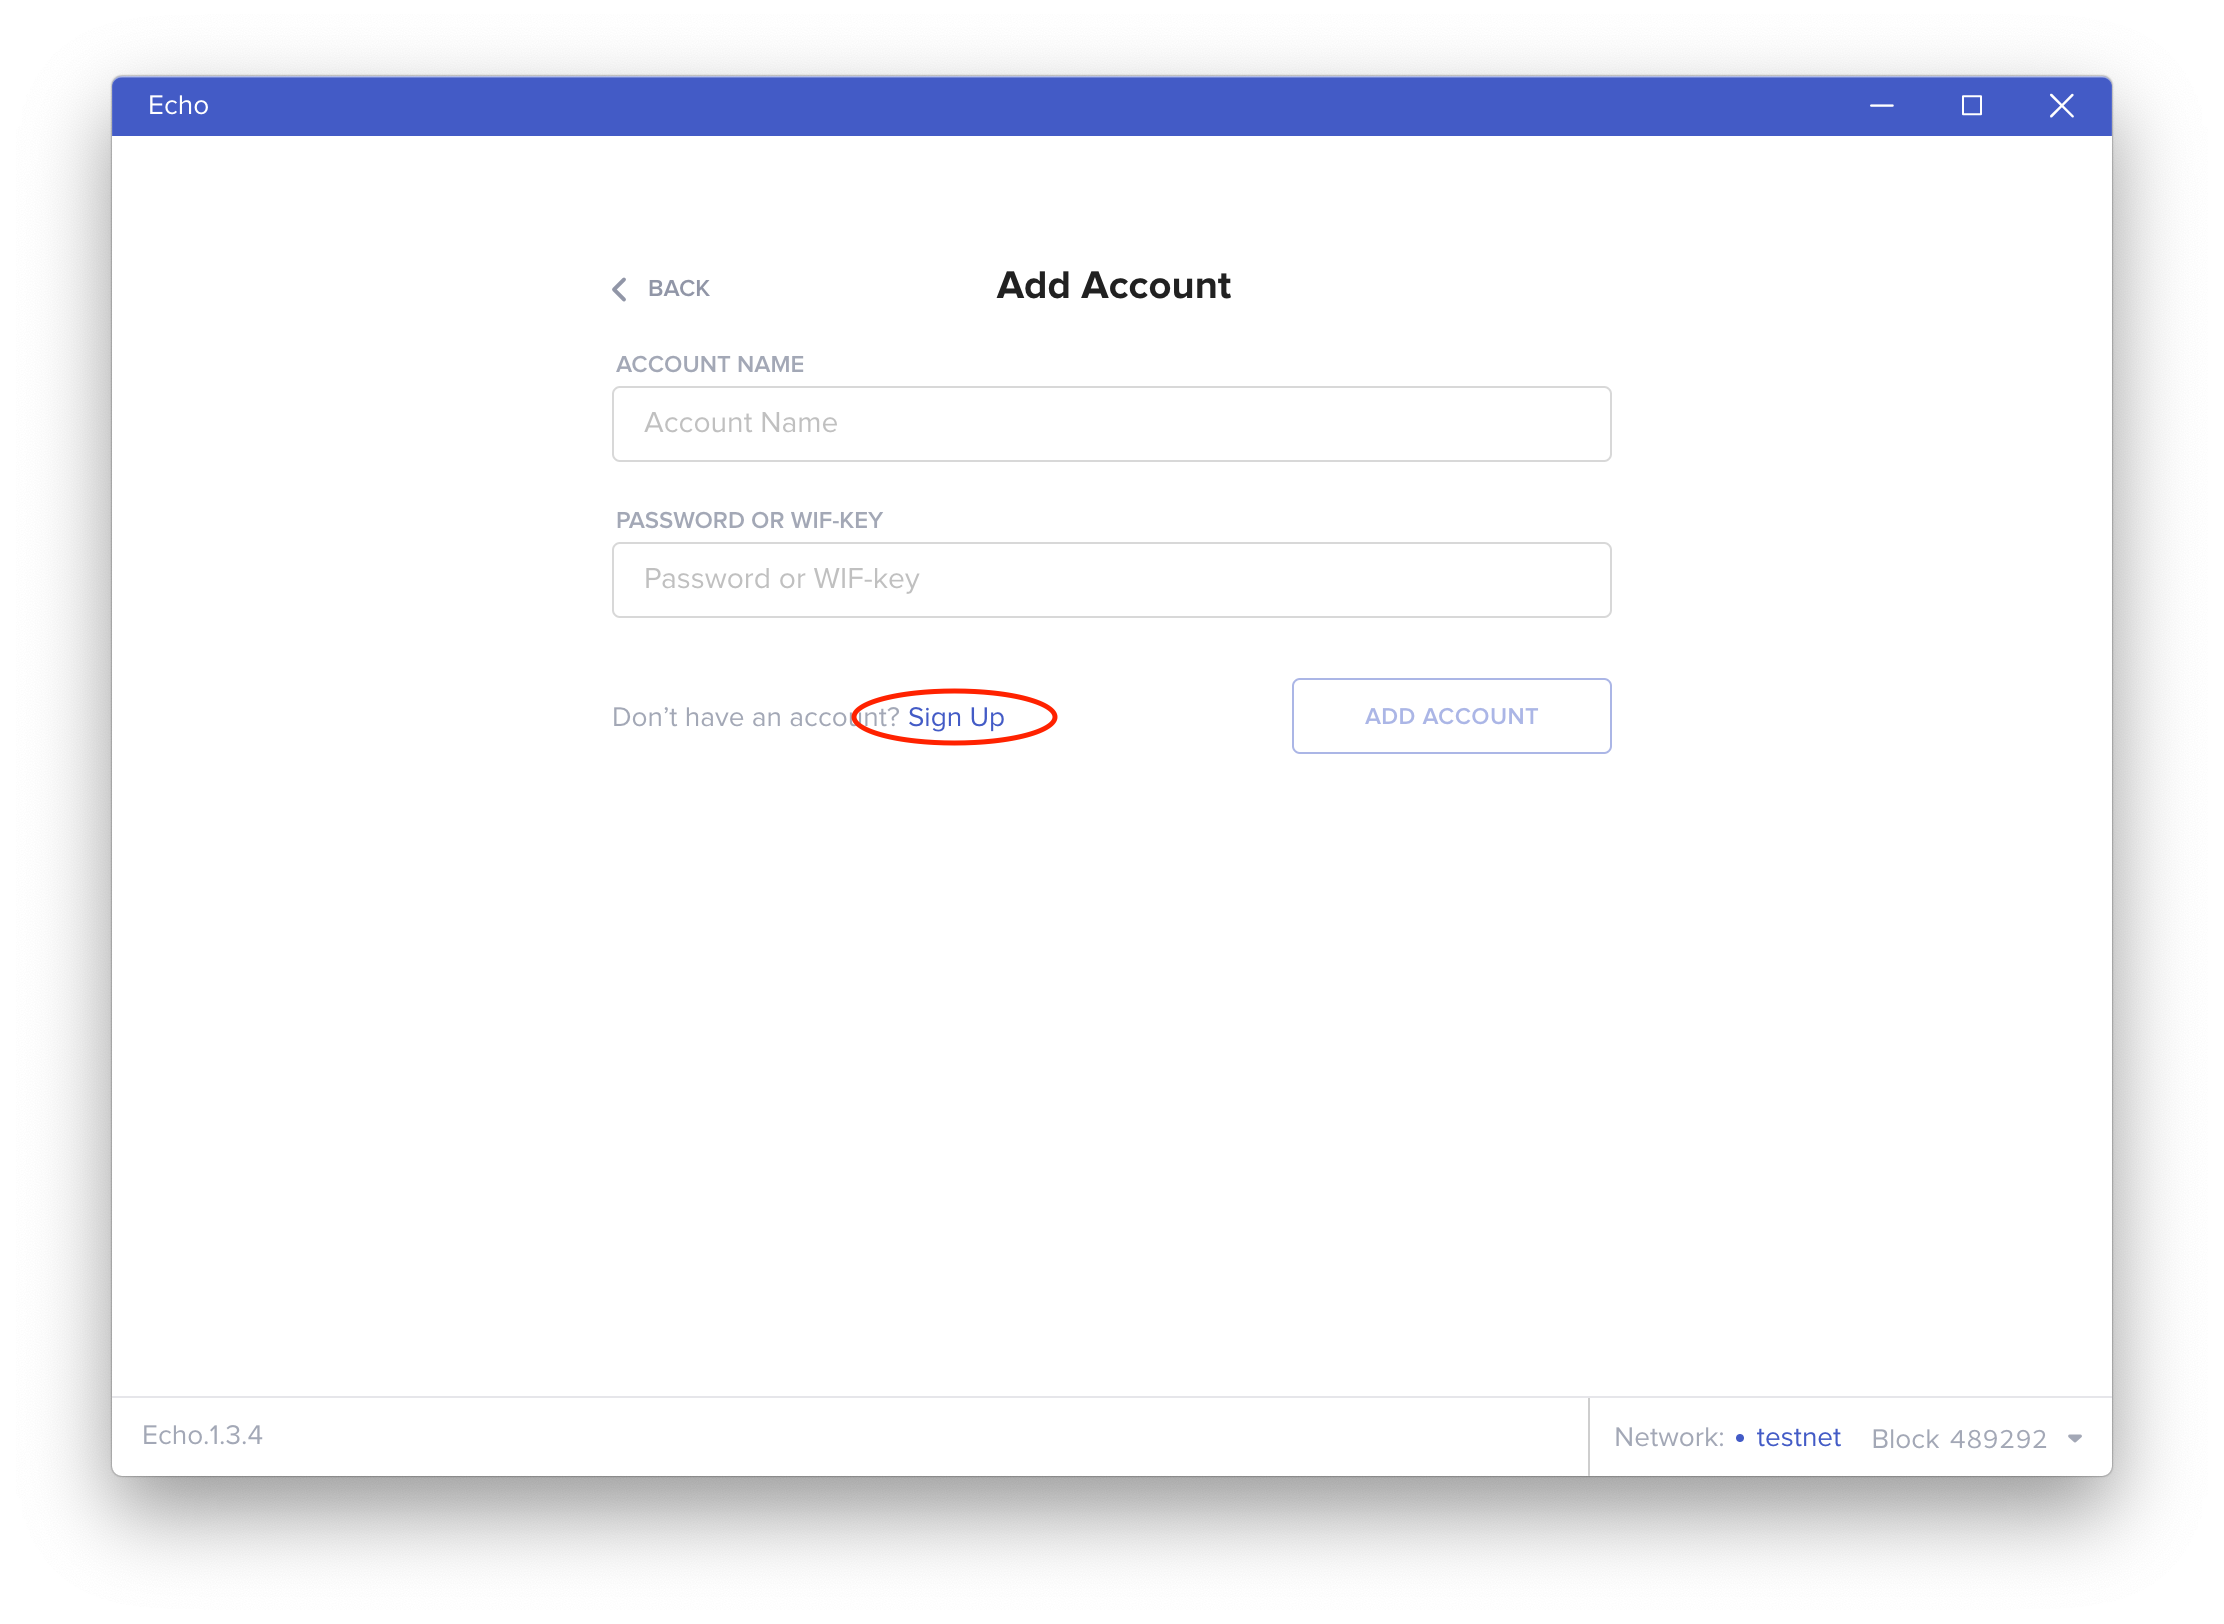 Echo
BACK
Add Account
ACCOUNT NAME
Account Name
PASSWORD OR WIF-KEY
Password or WIF-key
Don’t have an account? Sign Up
ADD ACCOUNT
Echo.1.3.4
Network: • testnet Block 489292